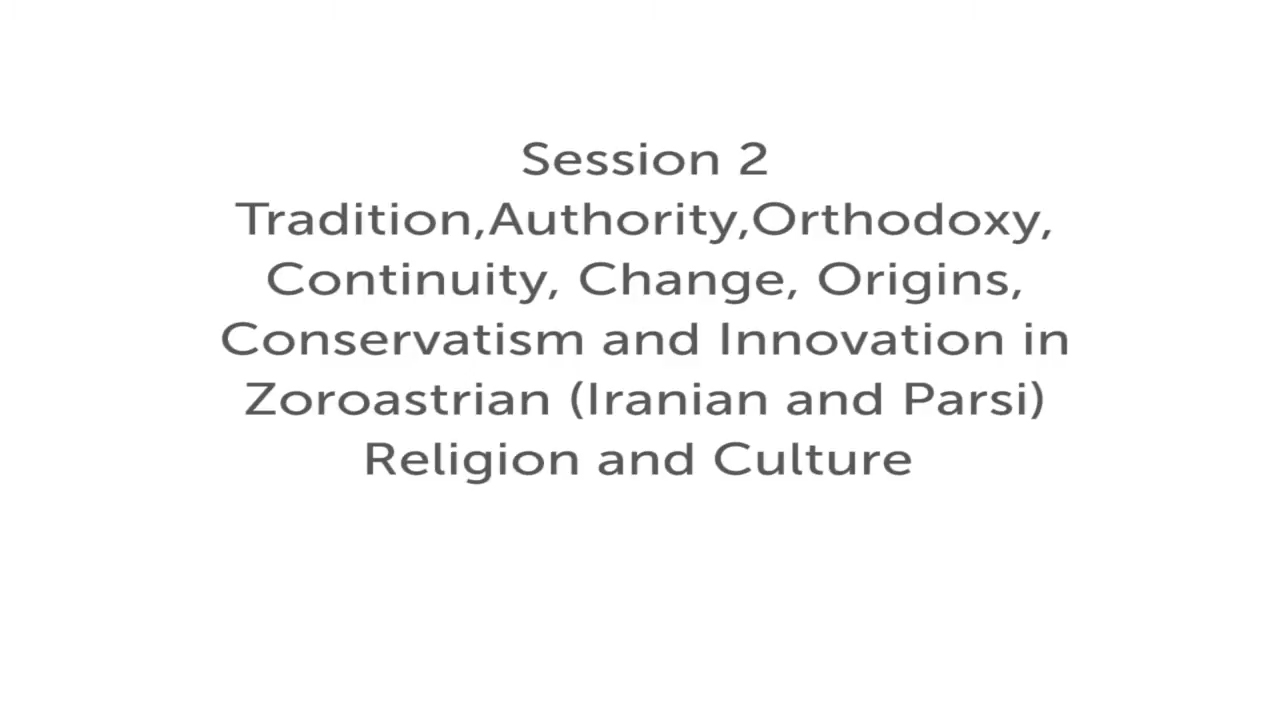 Session 2
Tradition,Authority,Orthodoxy,
Continuity, Change, Origins,
Conservatism and Innovation in
Zoroastrian (Iranian and Parsi)
Religion and Culture